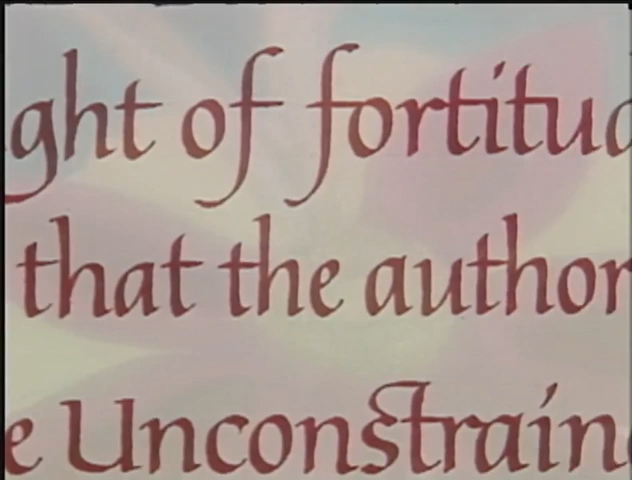 ght of fortitud
that the author
e Unconstrain